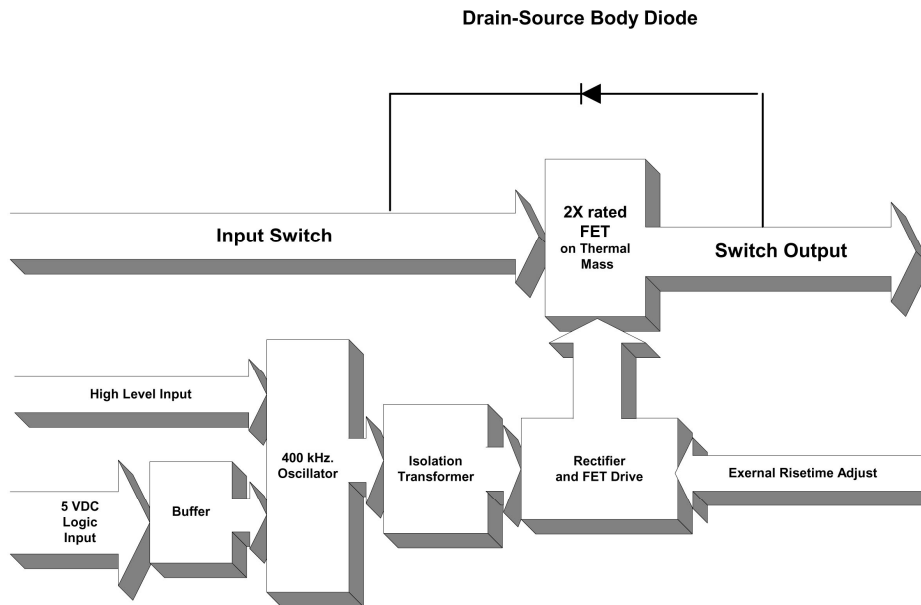 Drain-Source Body Diode
Input Switch
2X rated
FET
on Thermal
Mass
Switch Output
High Level Input
400 kHz.
Oscillator
Isolation
Transformer
Rectifier
and FET Drive
Exernal Risetime Adjust
5 VDC
Logic
Input
Buffer